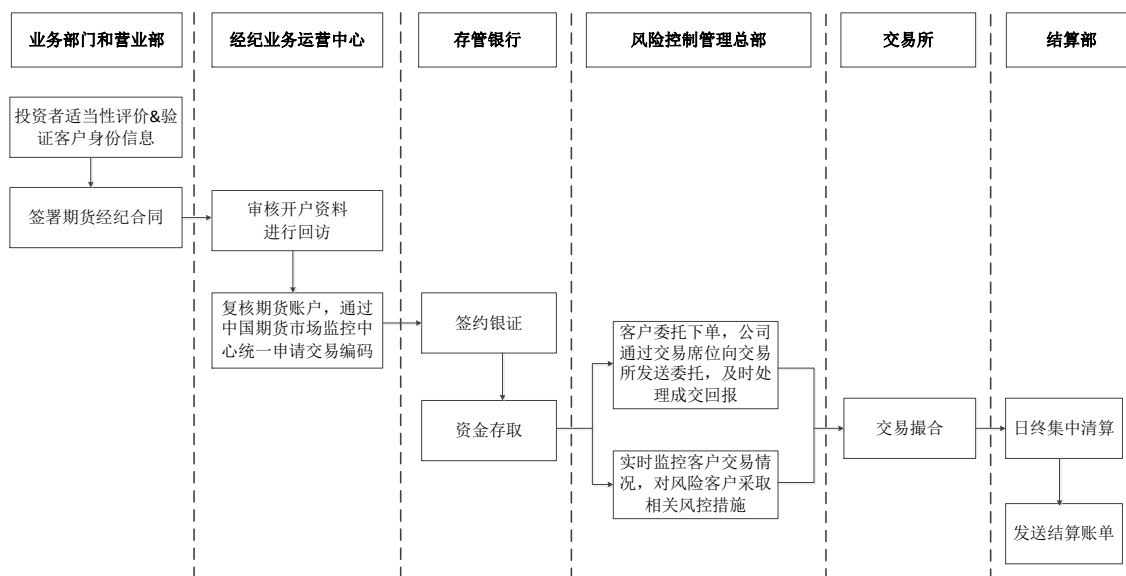 业务部门和营业部
经纪业务运营中心
存管银行
风险控制管理总部
交易所
结算部
投资者适当性评价&验
证客户身份信息
签署期货经纪合同
审核开户资料
进行回访
复核期货账户，通过
中国期货市场监控中
心统一申请交易编码
签约银证
资金存取
客户委托下单，公司
通过交易席位向交易
所发送委托，及时处
理成交回报
实时监控客户交易情
况，对风险客户采取
相关风控措施
交易撮合
日终集中清算
发送结算账单